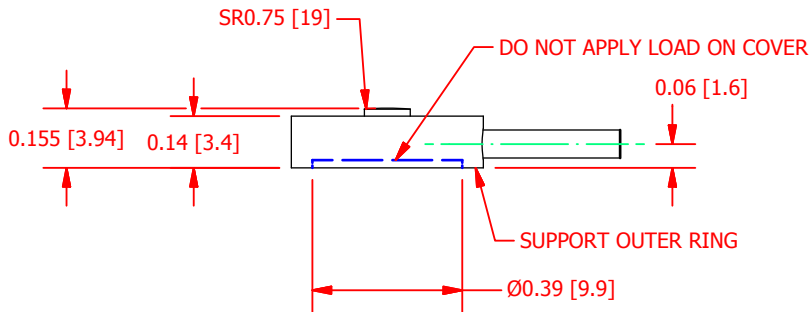 SR0.75 [19]
DO NOT APPLY LOAD ON COVER
0.06 [1.6]
0.155 [3.94]
0.14 [3.4]
SUPPORT OUTER RING
Ø0.39 [9.9]